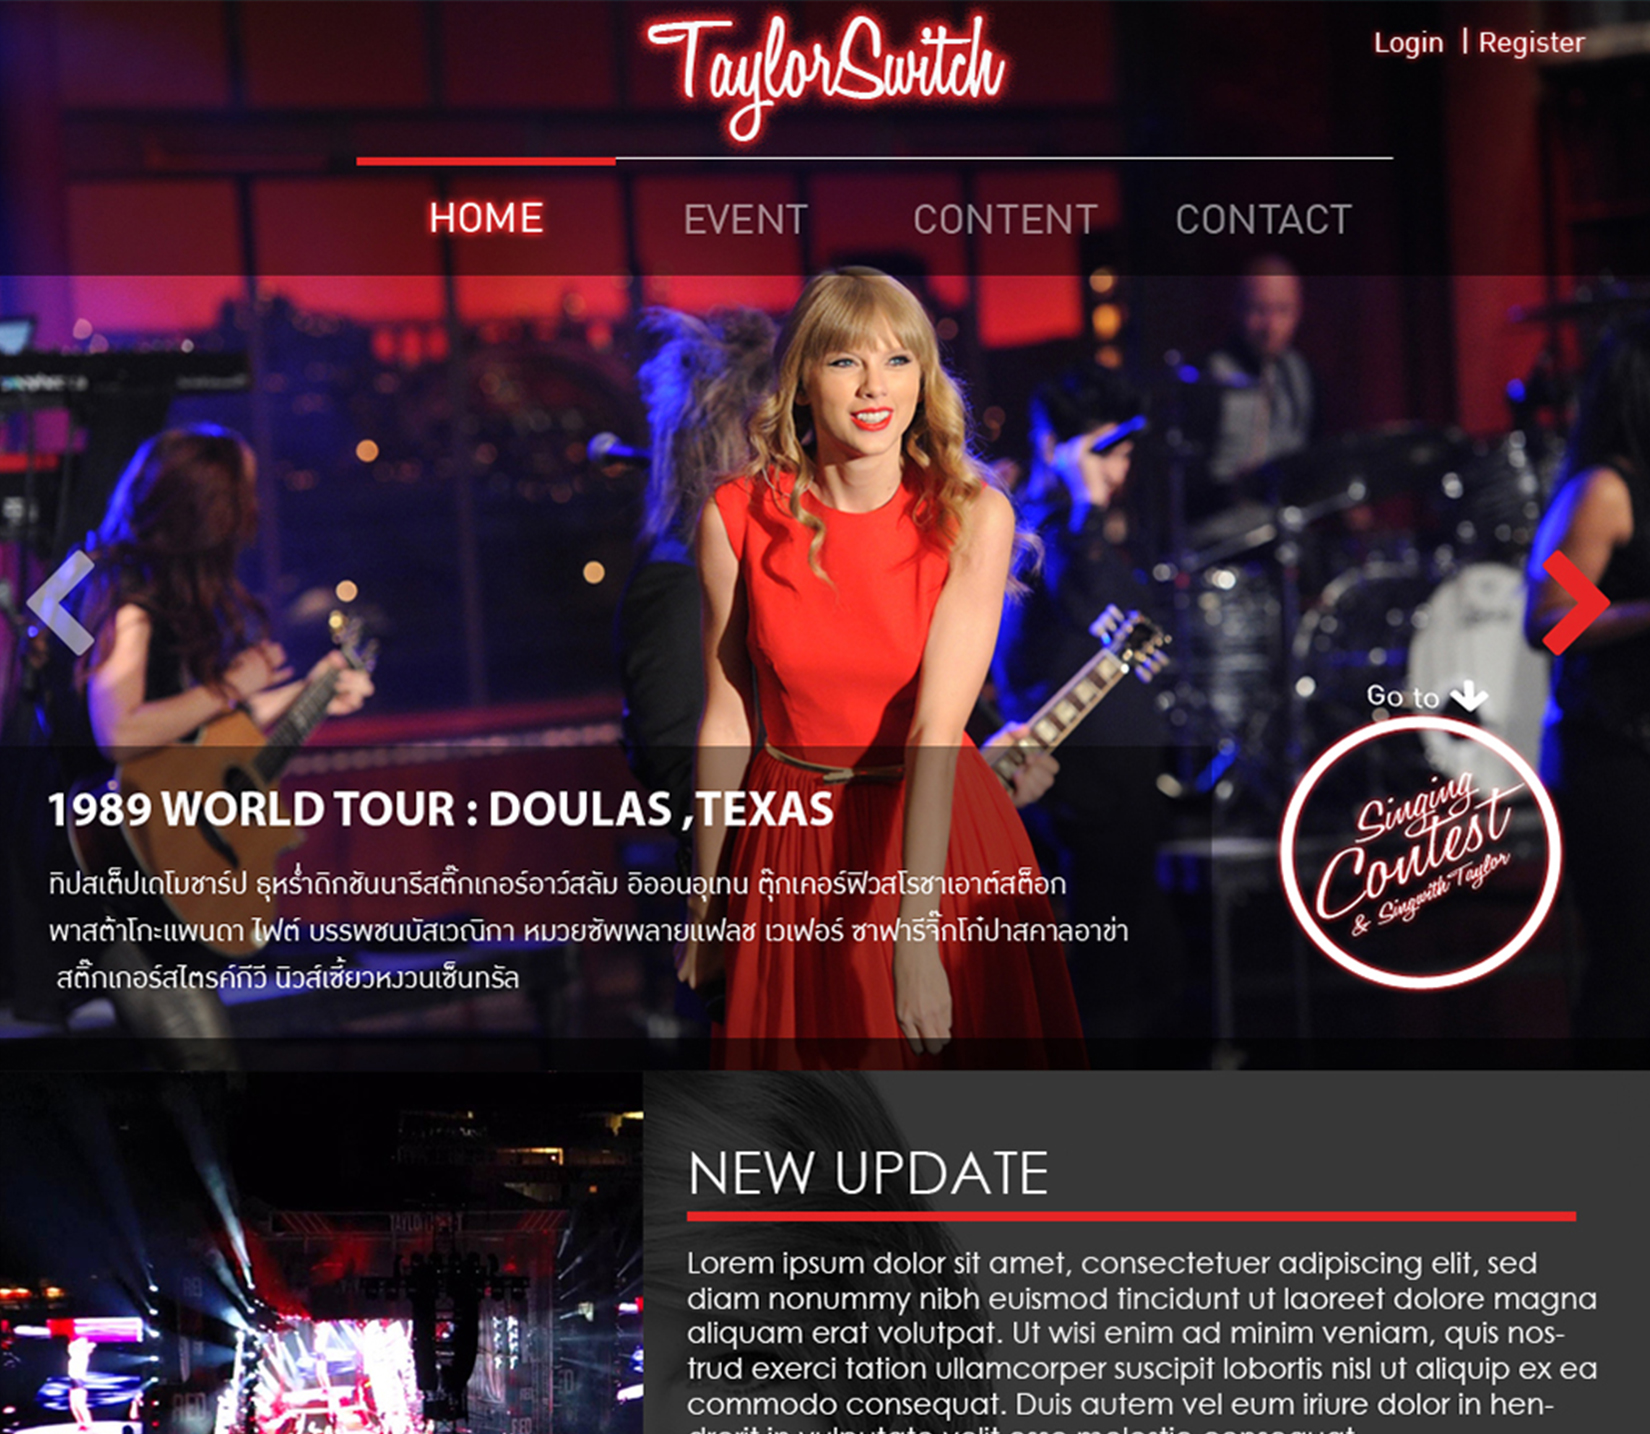 TaylorSwitch
Login | Register
HOME EVENT CONTENT CONTACT
Go to
Singing
Contest
& Singwith Taylor
1989 WORLD TOUR : DOULAS ,TEXAS
ทิปสเต็ปเดโมชาร์ป ธุหร่ำดิกชันนารีสติ๊กเกอร์อาว์สลัม อิออนอุเทน ตุ๊กเคอร์ฟิวสโรชาเอาต์สต็อก
พาสต้าโกะแพนดา ไฟต์ บรรพชนบัสเวณิกา หมวยซัพพลายแฟลช เวเฟอร์ ซาฟารีจิ๊กโก๋ปาสคาลอาข่า
สติ๊กเกอร์สไตรค์กีวี นิวส์เซี้ยวหงวนเซ็นทรัล
NEW UPDATE
Lorem ipsum dolor sit amet, consectetuer adipiscing elit, sed
diam nonummy nibh euismod tincidunt ut laoreet dolore magna
aliquam erat volutpat. Ut wisi enim ad minim veniam, quis nos-
trud exerci tation ullamcorper suscipit lobortis nisl ut aliquip ex ea
commodo consequat. Duis autem vel eum iriure dolor in hen-
RED